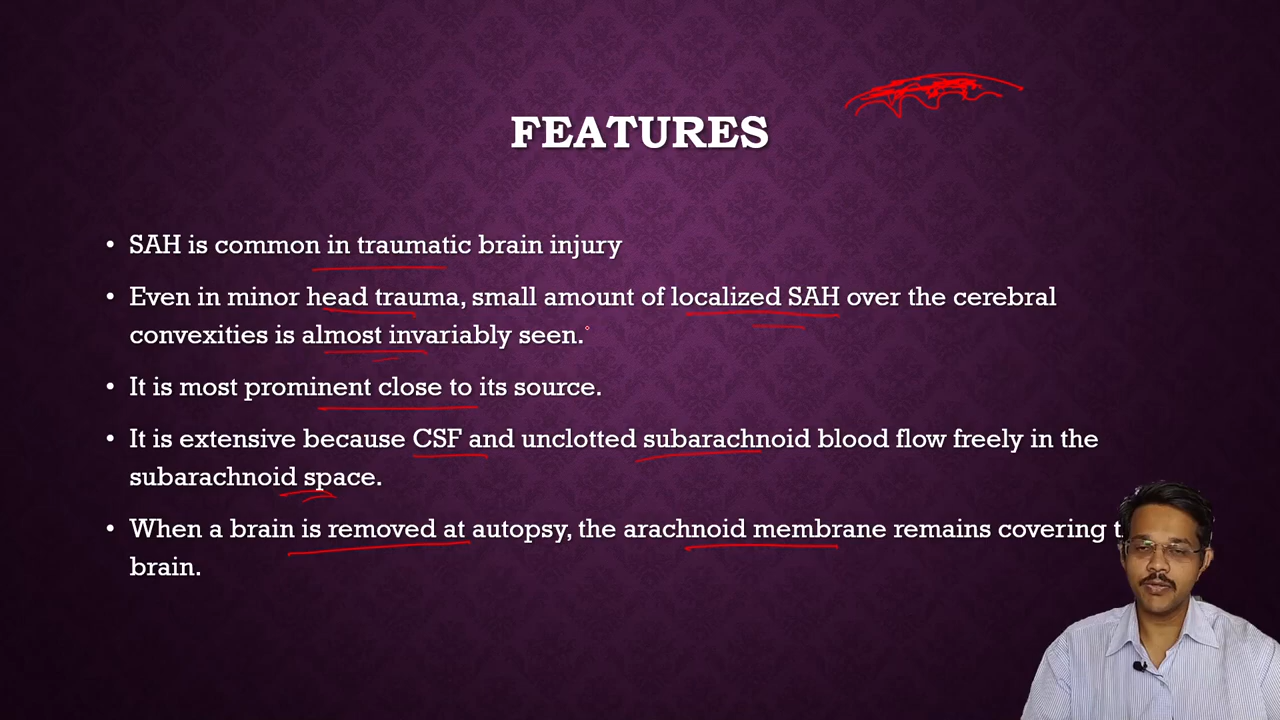 FEATURES
• SAH is common in traumatic brain injury
• Even in minor head trauma, small amount of localized SAH over the cerebral
convexities is almost invariably seen.
• It is most prominent close to its source.
• It is extensive because CSF and unclotted subarachnoid blood flow freely in the
subarachnoid space.
• When a brain is removed at autopsy, the arachnoid membrane remains covering
brain.